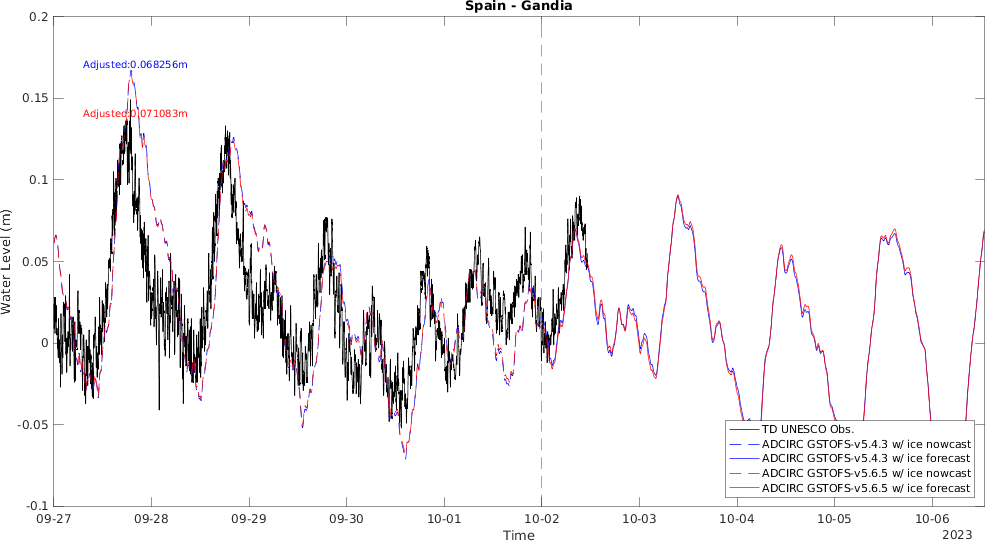 Spain - Gandia
0.2
0.15
0.1
0.05
0
-0.05
-0.1
Water Level (m)
Adjusted:0.068256m
Adjusted:0.071083m
TD UNESCO Obs.
ADCIRC GSTOFS-v5.4.3 w/ ice nowcast
ADCIRC GSTOFS-v5.4.3 w/ ice forecast
ADCIRC GSTOFS-v5.6.5 w/ ice nowcast
ADCIRC GSTOFS-v5.6.5 w/ ice forecast
09-27 09-28 09-29 09-30 10-01 10-02 10-03 10-04 10-05 10-06
Time
2023